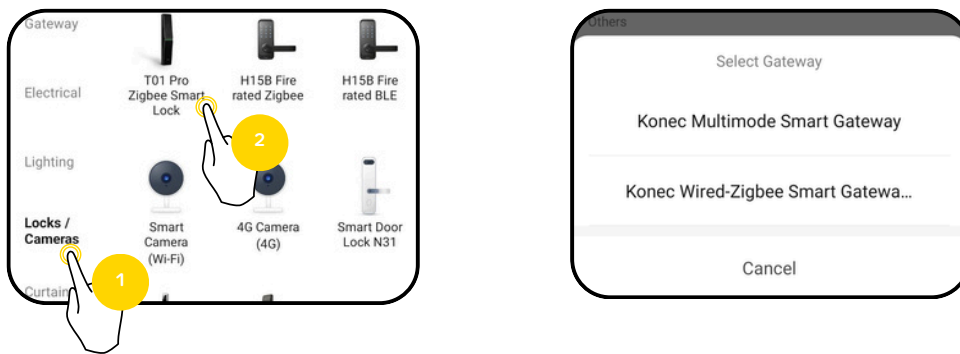 Gateway
Electrical
T01 Pro
Zigbee Smart
Lock
H15B Fire
rated Zigbee
H15B Fire
rated BLE
2
Lighting
Locks /
Cameras
Smart
Camera
(Wi-Fi)
4G Camera
(4G)
Smart Door
Lock N31
1
Curtain
Others
Select Gateway
Konec Multimode Smart Gateway
Konec Wired-Zigbee Smart Gatewa...
Cancel